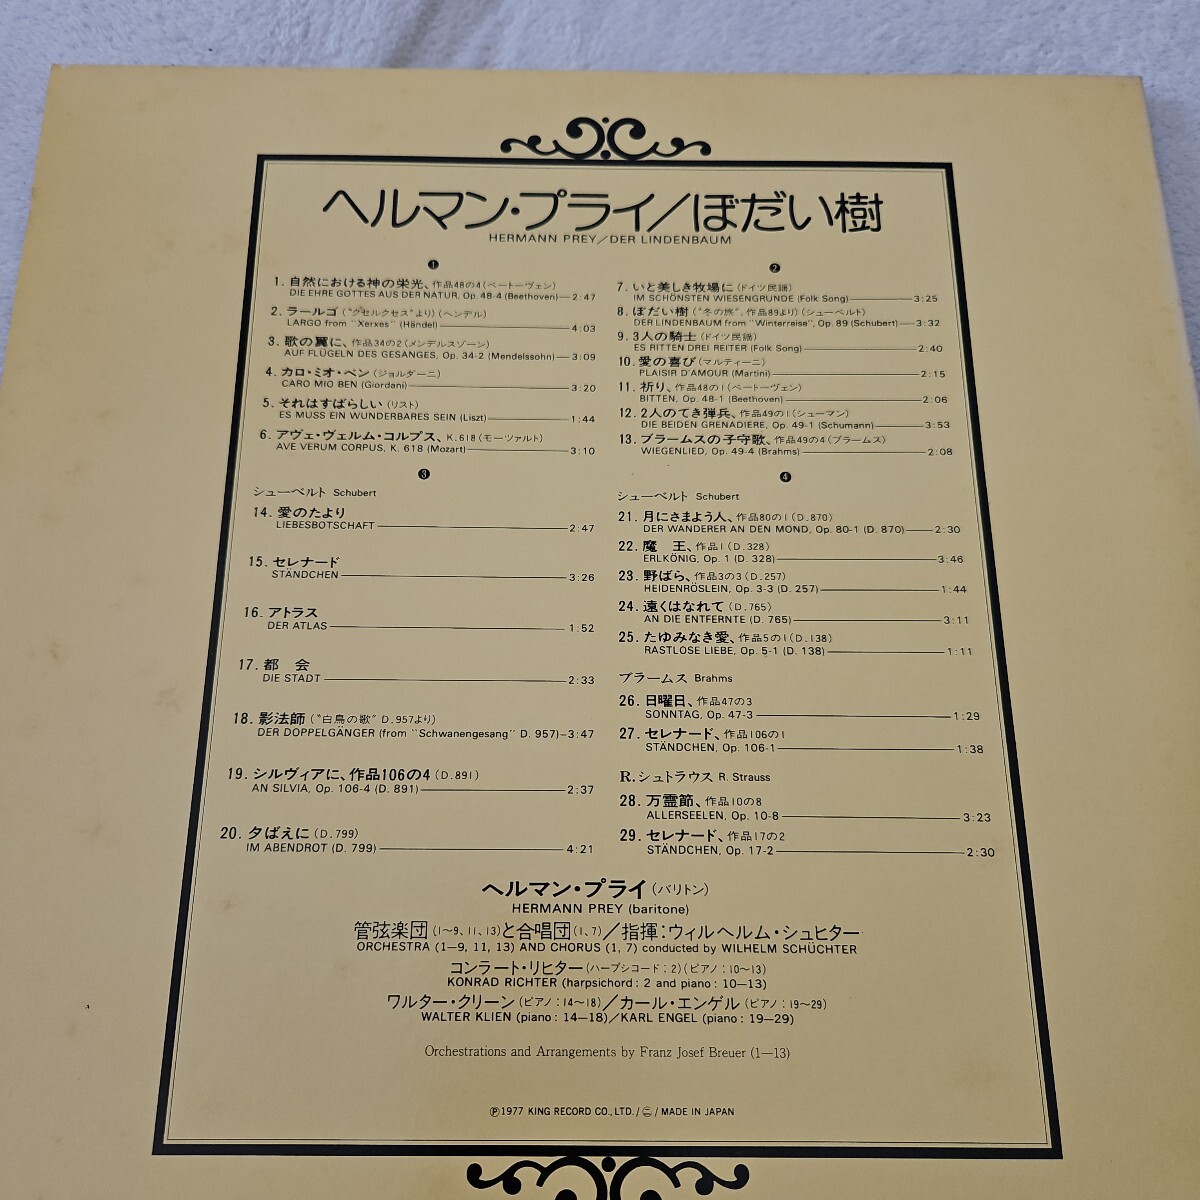 ヘルマン・プライ/ぼだい樹
HERMANN PREY/DER LINDENBAUM
❶
1. 自然における神の栄光、作品48の4(ベートーヴェン)
DIE EHRE GOTTES AUS DER NATUR, Op. 48-4 (Beethoven)—2:47
2. ラールゴ(“クセルクセス”より)(ヘンデル)
LARGO from "Xerxes" (Händel)—4:03
3. 歌の翼に、作品34の2(メンデルスゾーン)
AUF FLÜGELN DES GESANGES, Op. 34-2 (Mendelssohn)—3:09
4. カロ・ミオ・ベン(ジョルダーニ)
CARO MIO BEN (Giordani)—3:20
5. それはすばらしい(リスト)
ES MUSS EIN WUNDERBARES SEIN (Liszt)—1:44
6. アヴェ・ヴェルム・コルプス、K.618(モーツァルト)
AVE VERUM CORPUS, K. 618 (Mozart)—3:10
❷
7. いと美しき牧場に(ドイツ民謡)
IM SCHÖNSTEN WIESENGRUNDE (Folk Song)—3:25
8. ぼだい樹(“冬の旅”、作品89より)(シューベルト)
DER LINDENBAUM from "Winterreise", Op. 89 (Schubert)—3:32
9. 3人の騎士(ドイツ民謡)
ES RITTEN DREI REITER (Folk Song)—2:40
10. 愛の喜び(マルティーニ)
PLAISIR D'AMOUR (Martini)—2:15
11. 祈り、作品48の1(ベートーヴェン)
BITTEN, Op. 48-1 (Beethoven)—2:06
12. 2人のてき弾兵、作品49の1(シューマン)
DIE BEIDEN GRENADIERE, Op. 49-1 (Schumann)—3:53
13. ブラームスの子守歌、作品49の4(ブラームス)
WIEGENLIED, Op. 49-4 (Brahms)—2:08
❸
シューベルト Schubert
14. 愛のたより
LIEBESBOTSCHAFT—2:47
15. セレナード
STÄNDCHEN—3:26
16. アトラス
DER ATLAS—1:52
17. 都 会
DIE STADT—2:33
18. 影法師(“白鳥の歌” D.957より)
DER DOPPELGÄNGER (from "Schwanengesang" D. 957)—3:47
19. シルヴィアに、作品106の4(D.891)
AN SILVIA, Op. 106-4 (D. 891)—2:37
20. 夕ばえに(D.799)
IM ABENDROT (D. 799)—4:21
❹
シューベルト Schubert
21. 月にさまよう人、作品80の1(D.870)
DER WANDERER AN DEN MOND, Op. 80-1 (D. 870)—2:30
22. 魔 王、作品1(D.328)
ERLKÖNIG, Op. 1 (D. 328)—3:46
23. 野ばら、作品3の3(D.257)
HEIDENRÖSLEIN, Op. 3-3 (D. 257)—1:44
24. 遠くはなれて(D.765)
AN DIE ENTFERNTE (D. 765)—3:11
25. たゆみなき愛、作品5の1(D.138)
RASTLOSE LIEBE, Op. 5-1 (D. 138)—1:11
ブラームス Brahms
26. 日曜日、作品47の3
SONNTAG, Op. 47-3—1:29
27. セレナード、作品106の1
STÄNDCHEN, Op. 106-1—1:38
R.シュトラウス R. Strauss
28. 万霊節、作品10の8
ALLERSEELEN, Op. 10-8—3:23
29. セレナード、作品17の2
STÄNDCHEN, Op. 17-2—2:30
ヘルマン・プライ(バリトン)
HERMANN PREY (baritone)
管弦楽団(1~9、11、13)と合唱団(1、7)/指揮:ウィルヘルム・シュヒター
ORCHESTRA (1—9, 11, 13) AND CHORUS (1, 7) conducted by WILHELM SCHÜCHTER
コンラート・リヒター(ハープシコード:2)(ピアノ:10~13)
KONRAD RICHTER (harpsichord: 2 and piano: 10—13)
ワルター・クリーン(ピアノ:14~18)/カール・エンゲル(ピアノ:19~29)
WALTER KLIEN (piano: 14—18)/KARL ENGEL (piano: 19—29)
Orchestrations and Arrangements by Franz Josef Breuer (1—13)
℗1977 KING RECORD CO., LTD./㊁/MADE IN JAPAN